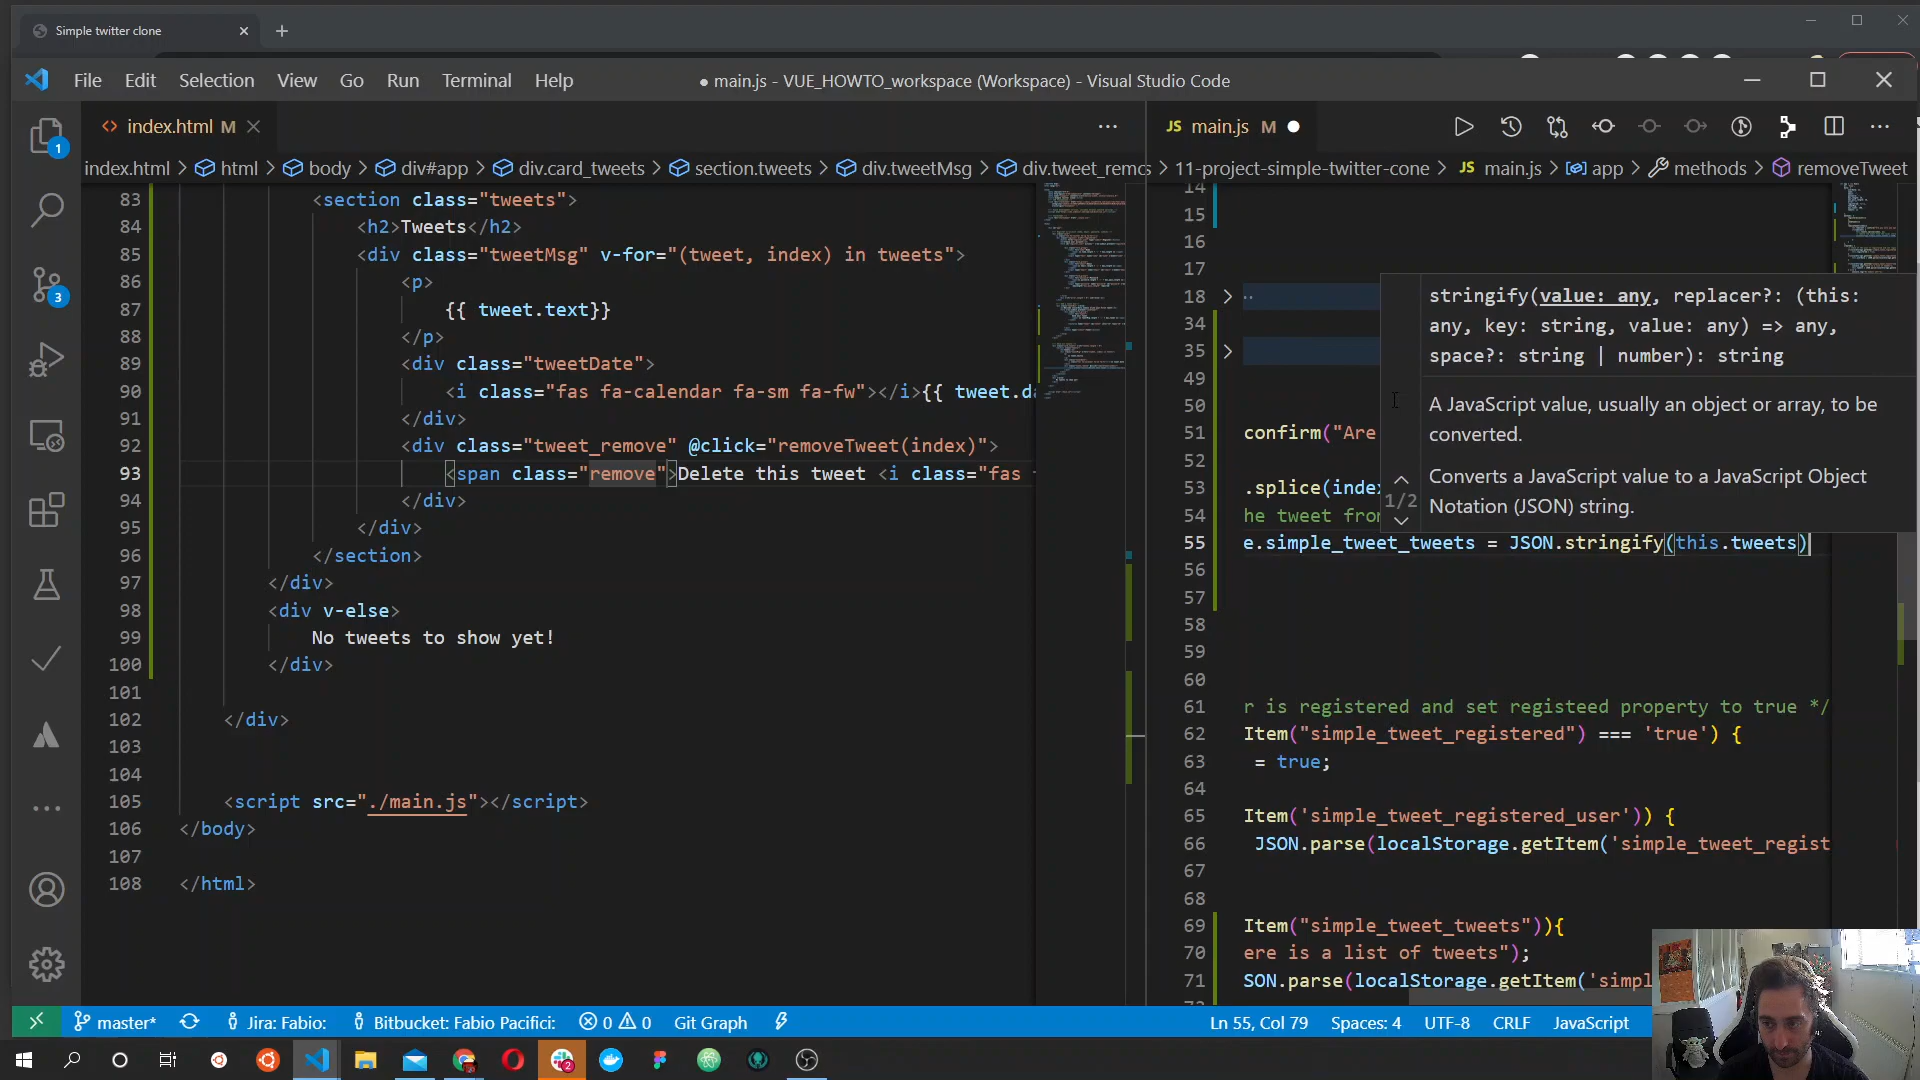 Simple twitter clone
File Edit Selection View Go Run Terminal Help
● main.js - VUE_HOWTO_workspace (Workspace) - Visual Studio Code
index.html M
JS main.js M
index.html > html > body > div#app > div.card_tweets > section.tweets > div.tweetMsg > div.tweet_remo
11-project-simple-twitter-cone > JS main.js > app > methods > removeTweet
83 <section class="tweets">
84 <h2>Tweets</h2>
85 <div class="tweetMsg" v-for="(tweet, index) in tweets">
86 <p>
87 {{ tweet.text}}
88 </p>
89 <div class="tweetDate">
90 <i class="fas fa-calendar fa-sm fa-fw"></i>{{ tweet.da
91 </div>
92 <div class="tweet_remove" @click="removeTweet(index)">
93 <span class="remove">Delete this tweet <i class="fas
94 </div>
95 </div>
96 </section>
97 </div>
98 <div v-else>
99 No tweets to show yet!
100 </div>
101
102 </div>
103
104
105 <script src="./main.js"></script>
106 </body>
107
108 </html>
14
15
16
17
18
34
35
49
50
51 confirm("Are
52
53 .splice(inde
54 he tweet fro
55 e.simple_tweet_tweets = JSON.stringify(this.tweets)
56
57
58
59
60
61 r is registered and set registeed property to true */
62 Item("simple_tweet_registered") === 'true') {
63 = true;
64
65 Item('simple_tweet_registered_user')) {
66 JSON.parse(localStorage.getItem('simple_tweet_regist
67
68
69 Item("simple_tweet_tweets")){
70 ere is a list of tweets");
71 SON.parse(localStorage.getItem('simpl
stringify(value: any, replacer?: (this:
any, key: string, value: any) => any,
space?: string | number): string
A JavaScript value, usually an object or array, to be
converted.
1/2
Converts a JavaScript value to a JavaScript Object
Notation (JSON) string.
1
3
master* Jira: Fabio: Bitbucket: Fabio Pacifici: 0 0 Git Graph
Ln 55, Col 79 Spaces: 4 UTF-8 CRLF JavaScript
2